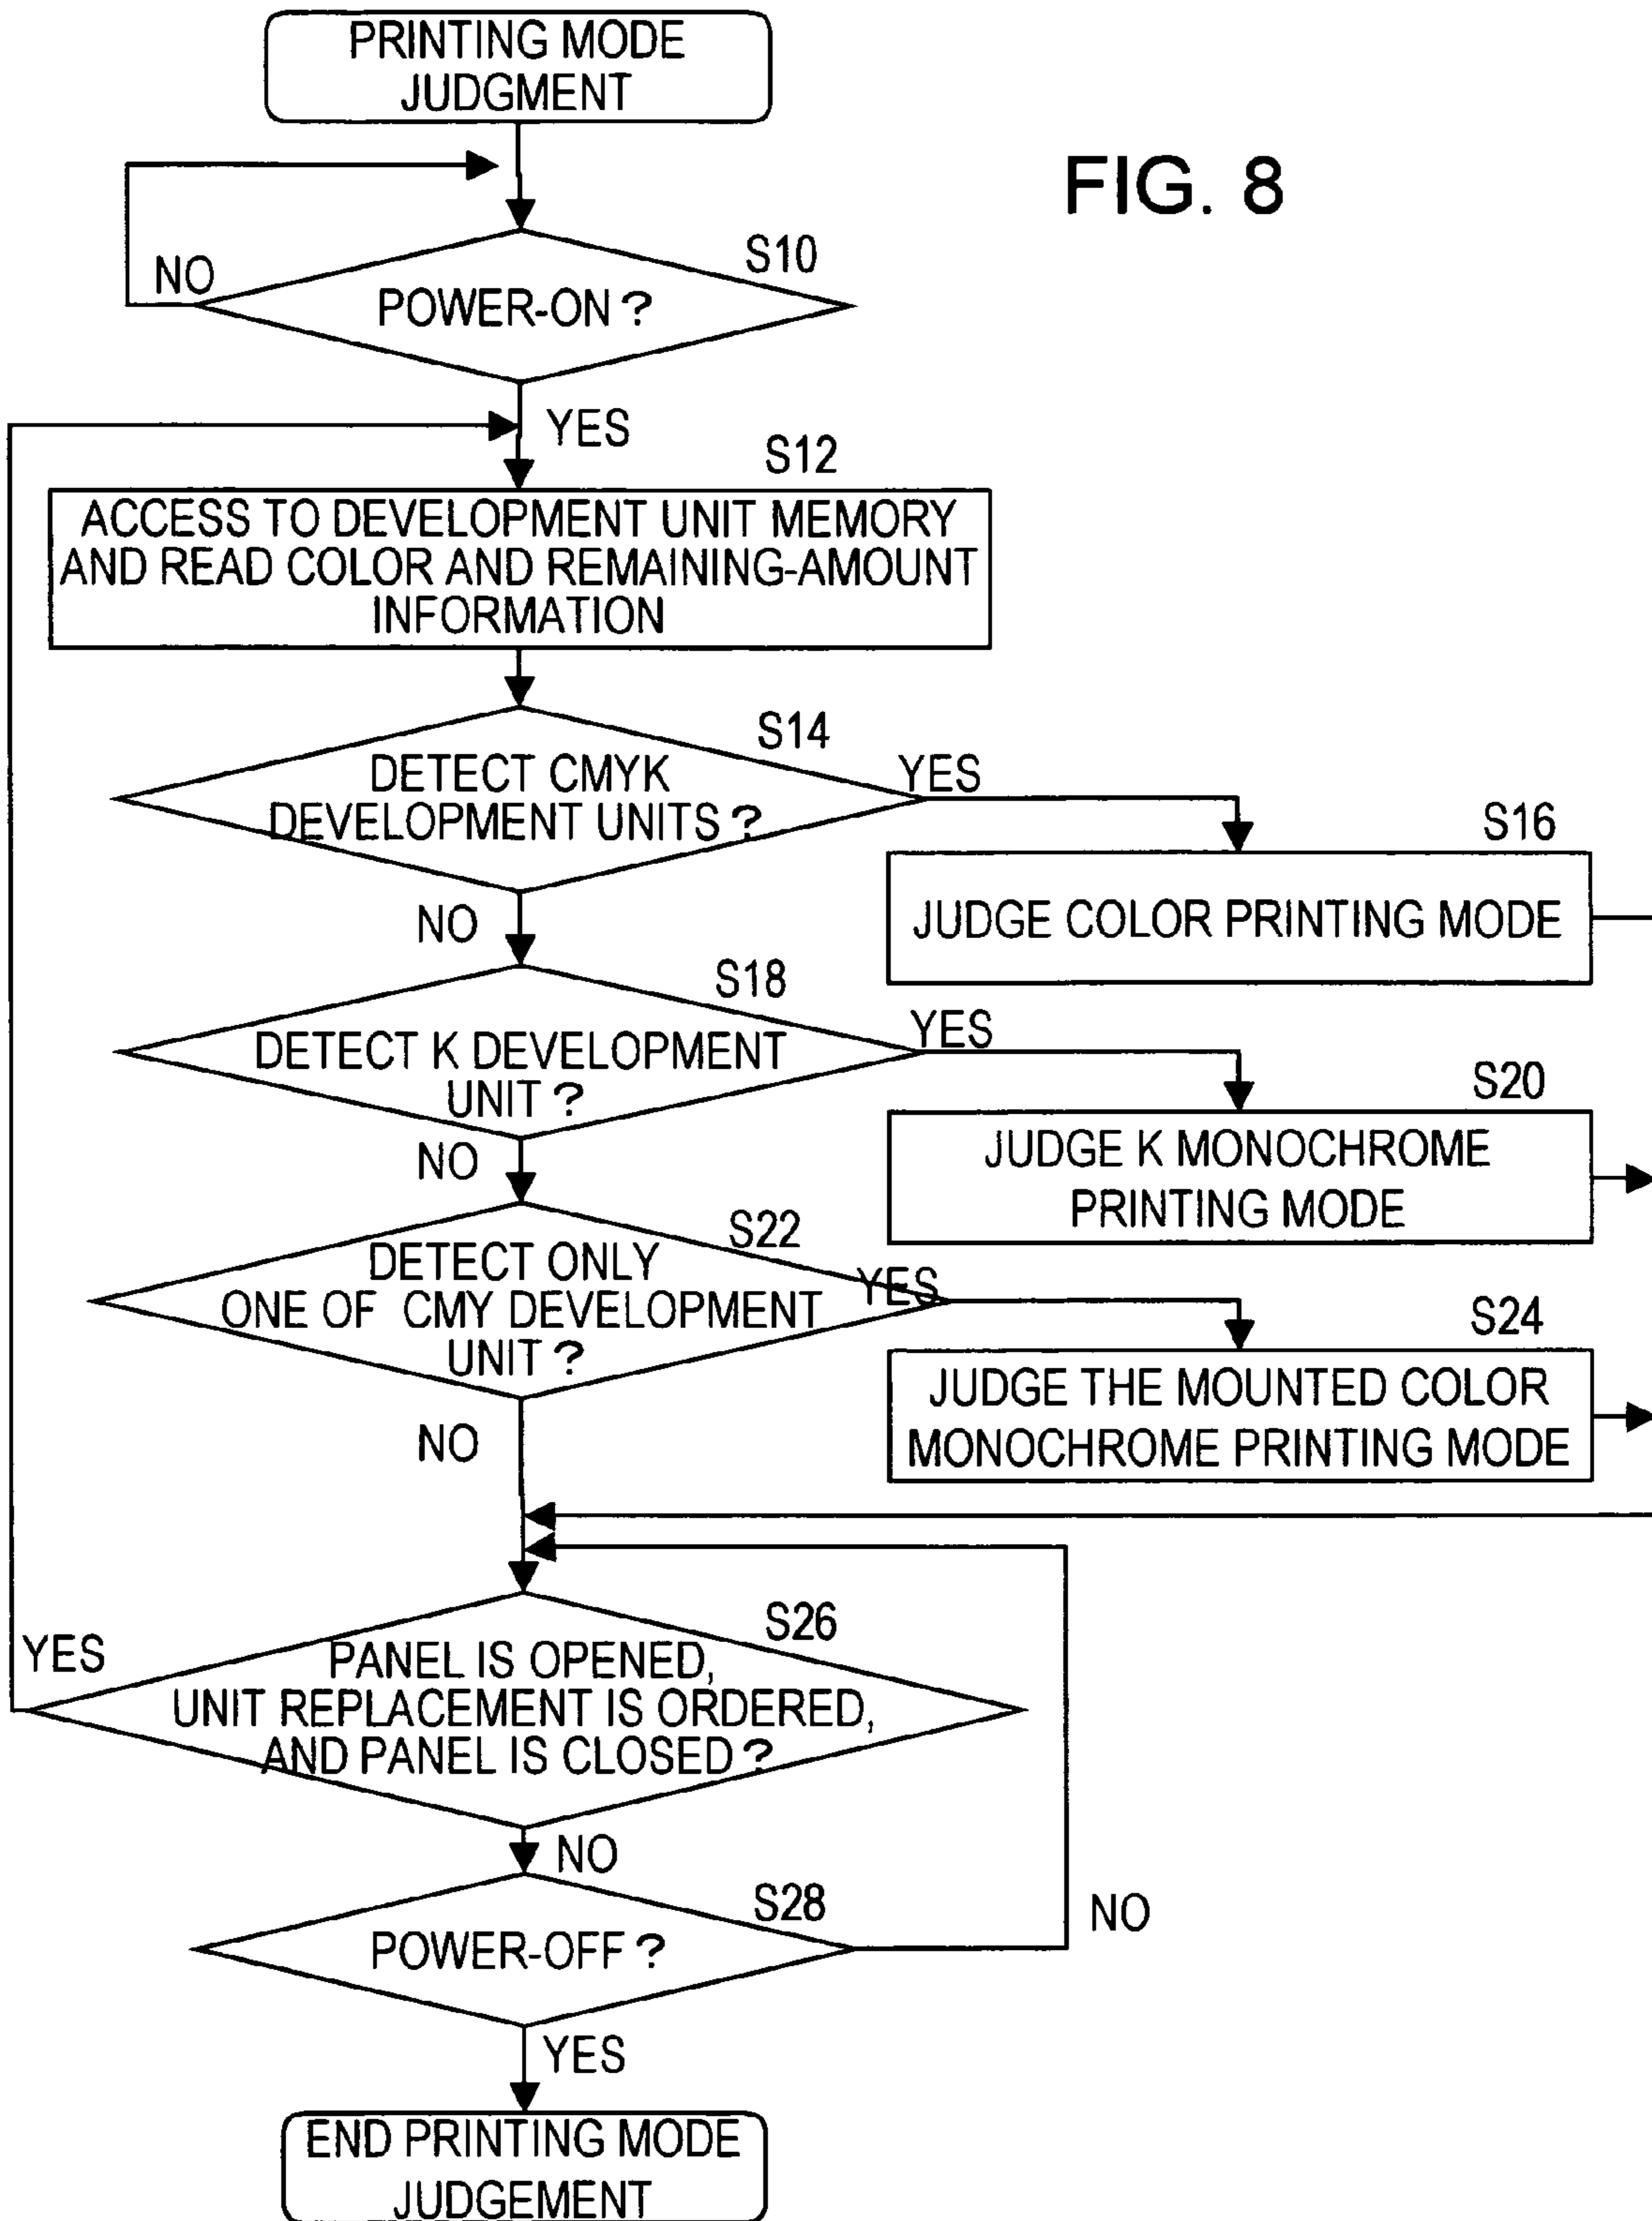 PRINTING MODE
JUDGMENT
FIG. 8
S10
NO
POWER-ON ?
YES
S12
ACCESS TO DEVELOPMENT UNIT MEMORY
AND READ COLOR AND REMAINING-AMOUNT
INFORMATION
S14
DETECT CMYK
DEVELOPMENT UNITS ?
YES
S16
JUDGE COLOR PRINTING MODE
NO
S18
DETECT K DEVELOPMENT
UNIT ?
YES
S20
JUDGE K MONOCHROME
PRINTING MODE
NO
S22
DETECT ONLY
ONE OF CMY DEVELOPMENT
UNIT ?
YES
S24
JUDGE THE MOUNTED COLOR
MONOCHROME PRINTING MODE
NO
S26
YES
PANEL IS OPENED,
UNIT REPLACEMENT IS ORDERED,
AND PANEL IS CLOSED ?
NO
S28
POWER-OFF ?
NO
YES
END PRINTING MODE
JUDGEMENT